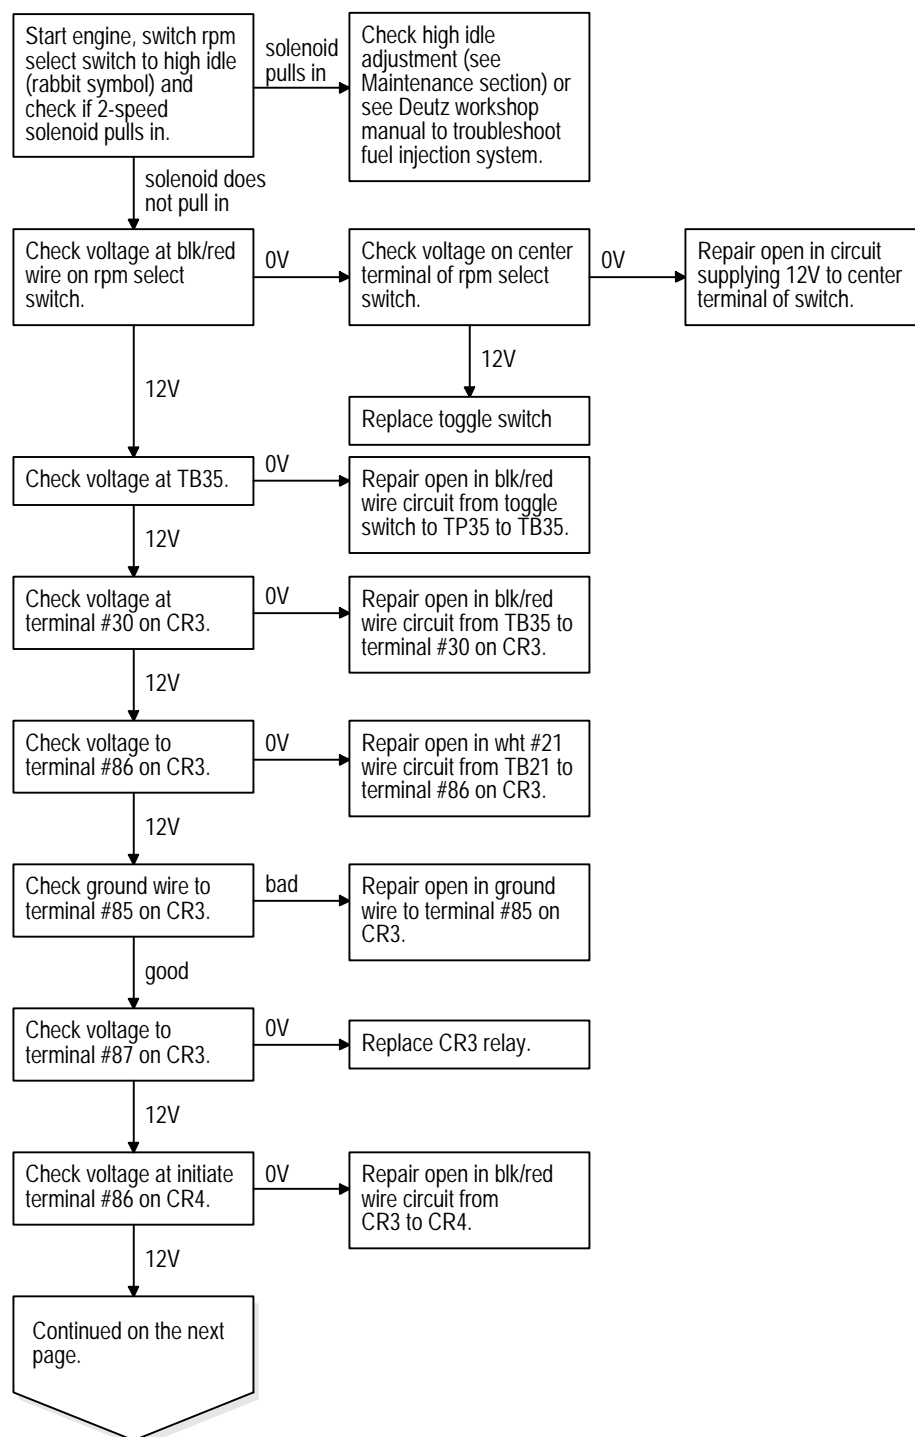 Start engine, switch rpm
select switch to high idle
(rabbit symbol) and
check if 2-speed
solenoid pulls in.
solenoid
pulls in
Check high idle
adjustment (see
Maintenance section) or
see Deutz workshop
manual to troubleshoot
fuel injection system.
solenoid does
not pull in
Check voltage at blk/red
wire on rpm select
switch.
0V
Check voltage on center
terminal of rpm select
switch.
0V
Repair open in circuit
supplying 12V to center
terminal of switch.
12V
12V
Replace toggle switch
Check voltage at TB35.
0V
Repair open in blk/red
wire circuit from toggle
switch to TP35 to TB35.
12V
Check voltage at
terminal #30 on CR3.
0V
Repair open in blk/red
wire circuit from TB35 to
terminal #30 on CR3.
12V
Check voltage to
terminal #86 on CR3.
0V
Repair open in wht #21
wire circuit from TB21 to
terminal #86 on CR3.
12V
Check ground wire to
terminal #85 on CR3.
bad
Repair open in ground
wire to terminal #85 on
CR3.
good
Check voltage to
terminal #87 on CR3.
0V
Replace CR3 relay.
12V
Check voltage at initiate
terminal #86 on CR4.
0V
Repair open in blk/red
wire circuit from
CR3 to CR4.
12V
Continued on the next
page.